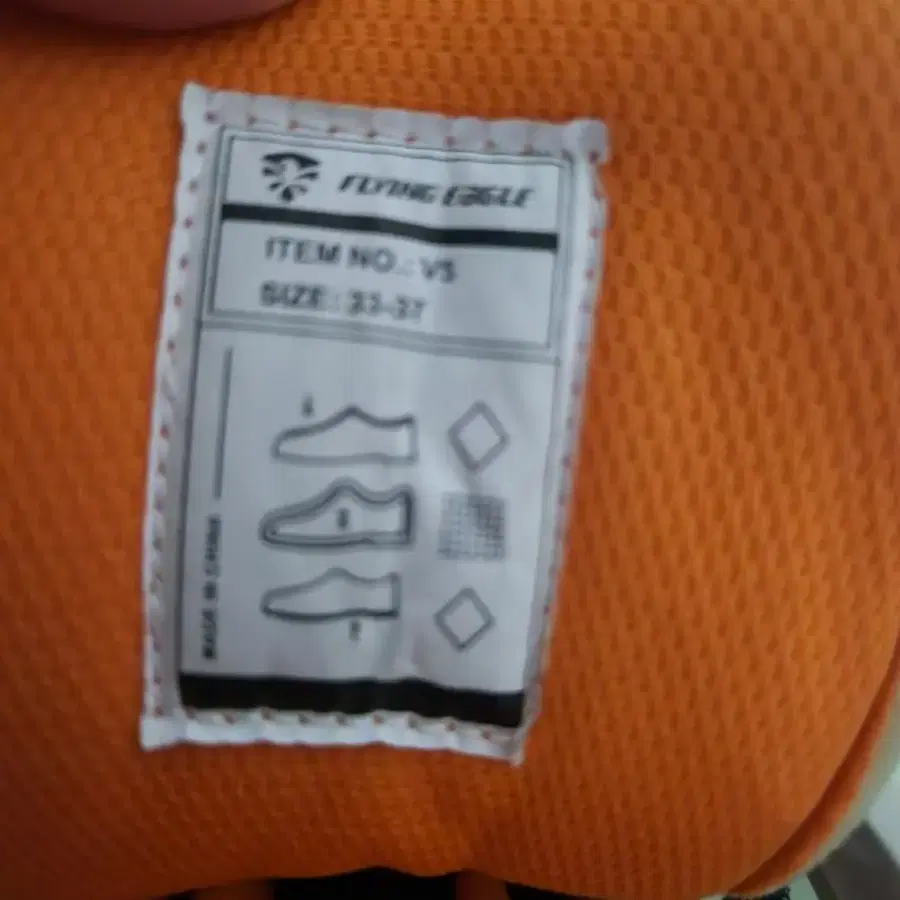 FLYING EAGLE
ITEM NO.: V5
SIZE: 33-37
MADE IN CHINA